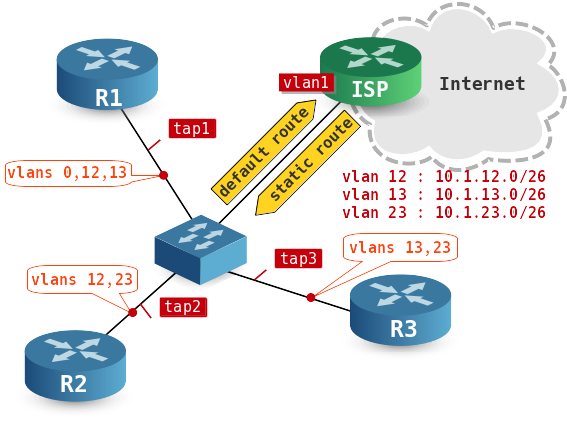 R1
tap1
vlans 0,12,13
vlan1
ISP
Internet
default route
static route
vlan 12 : 10.1.12.0/26
vlan 13 : 10.1.13.0/26
vlan 23 : 10.1.23.0/26
vlans 13,23
tap3
vlans 12,23
tap2
R2
R3